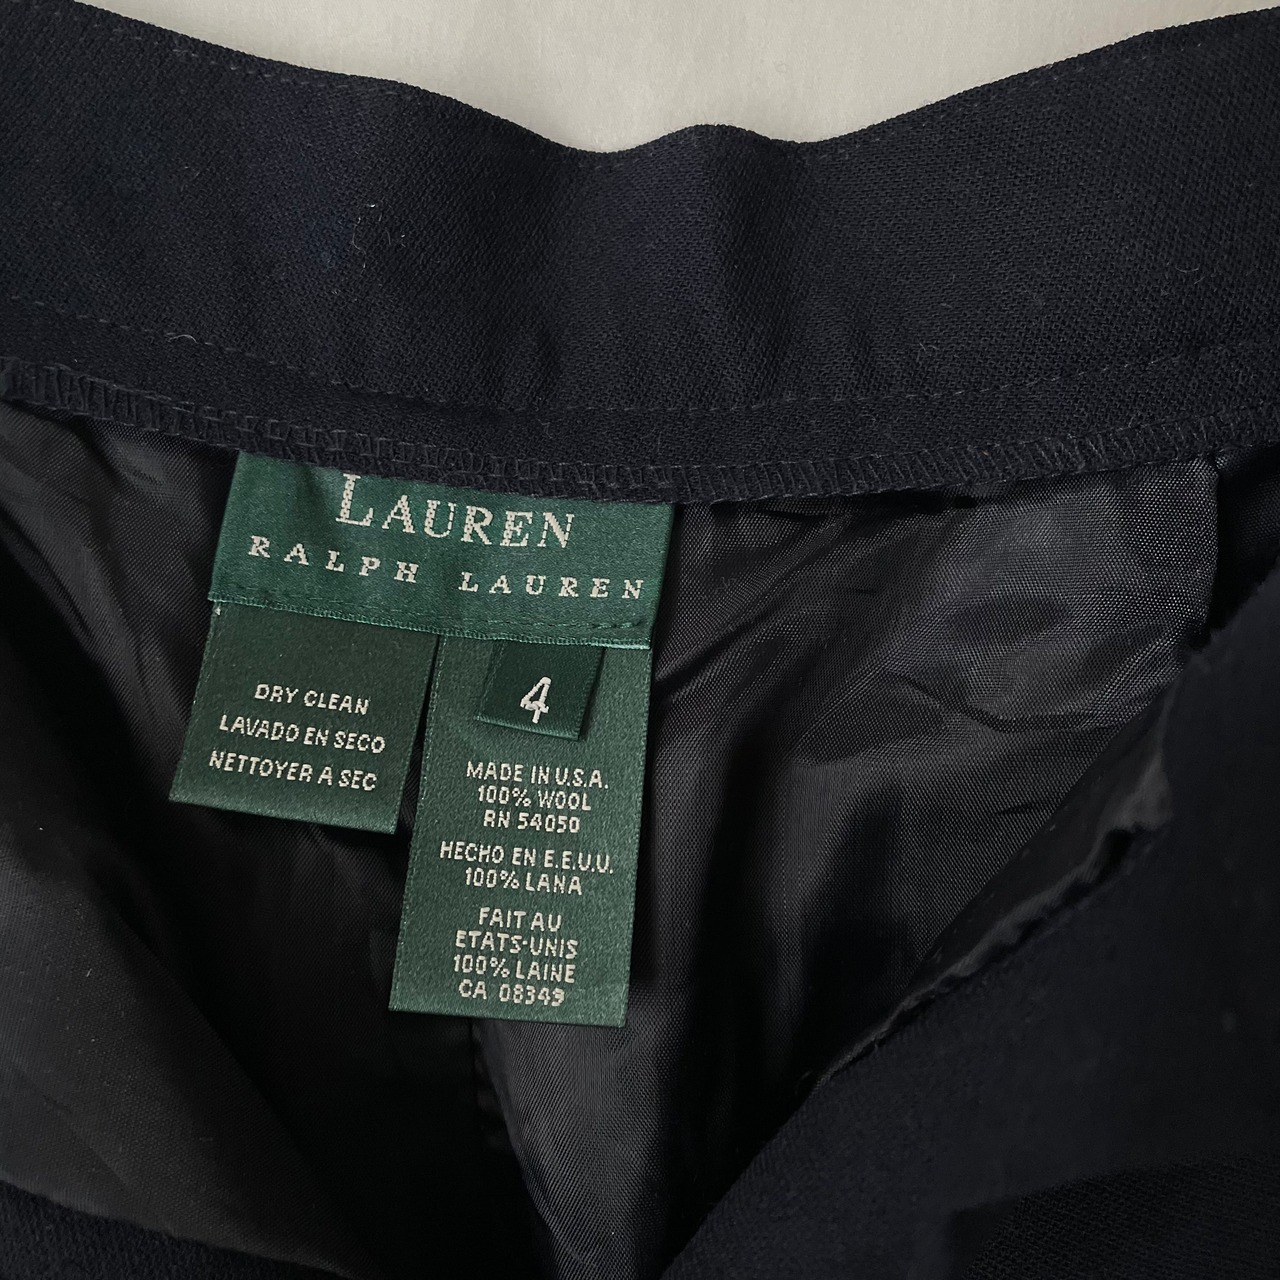 LAUREN
RALPH LAUREN
DRY CLEAN
LAVADO EN SECO
NETTOYER A SEC
4
MADE IN U.S.A.
100% WOOL
RN 54050
HECHO EN E.E.U.U.
100% LANA
FAIT AU
ETATS-UNIS
100% LAINE
CA 08349